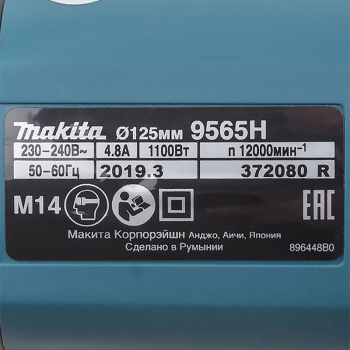 makita Ø125мм 9565H
230-240В~ 4.8А 1100Вт n 12000мин⁻¹
50-60Гц 2019.3 372080 R
M14 EAC
Макита Корпорэйшн Анджо, Аичи, Япония
Сделано в Румынии 896448B0